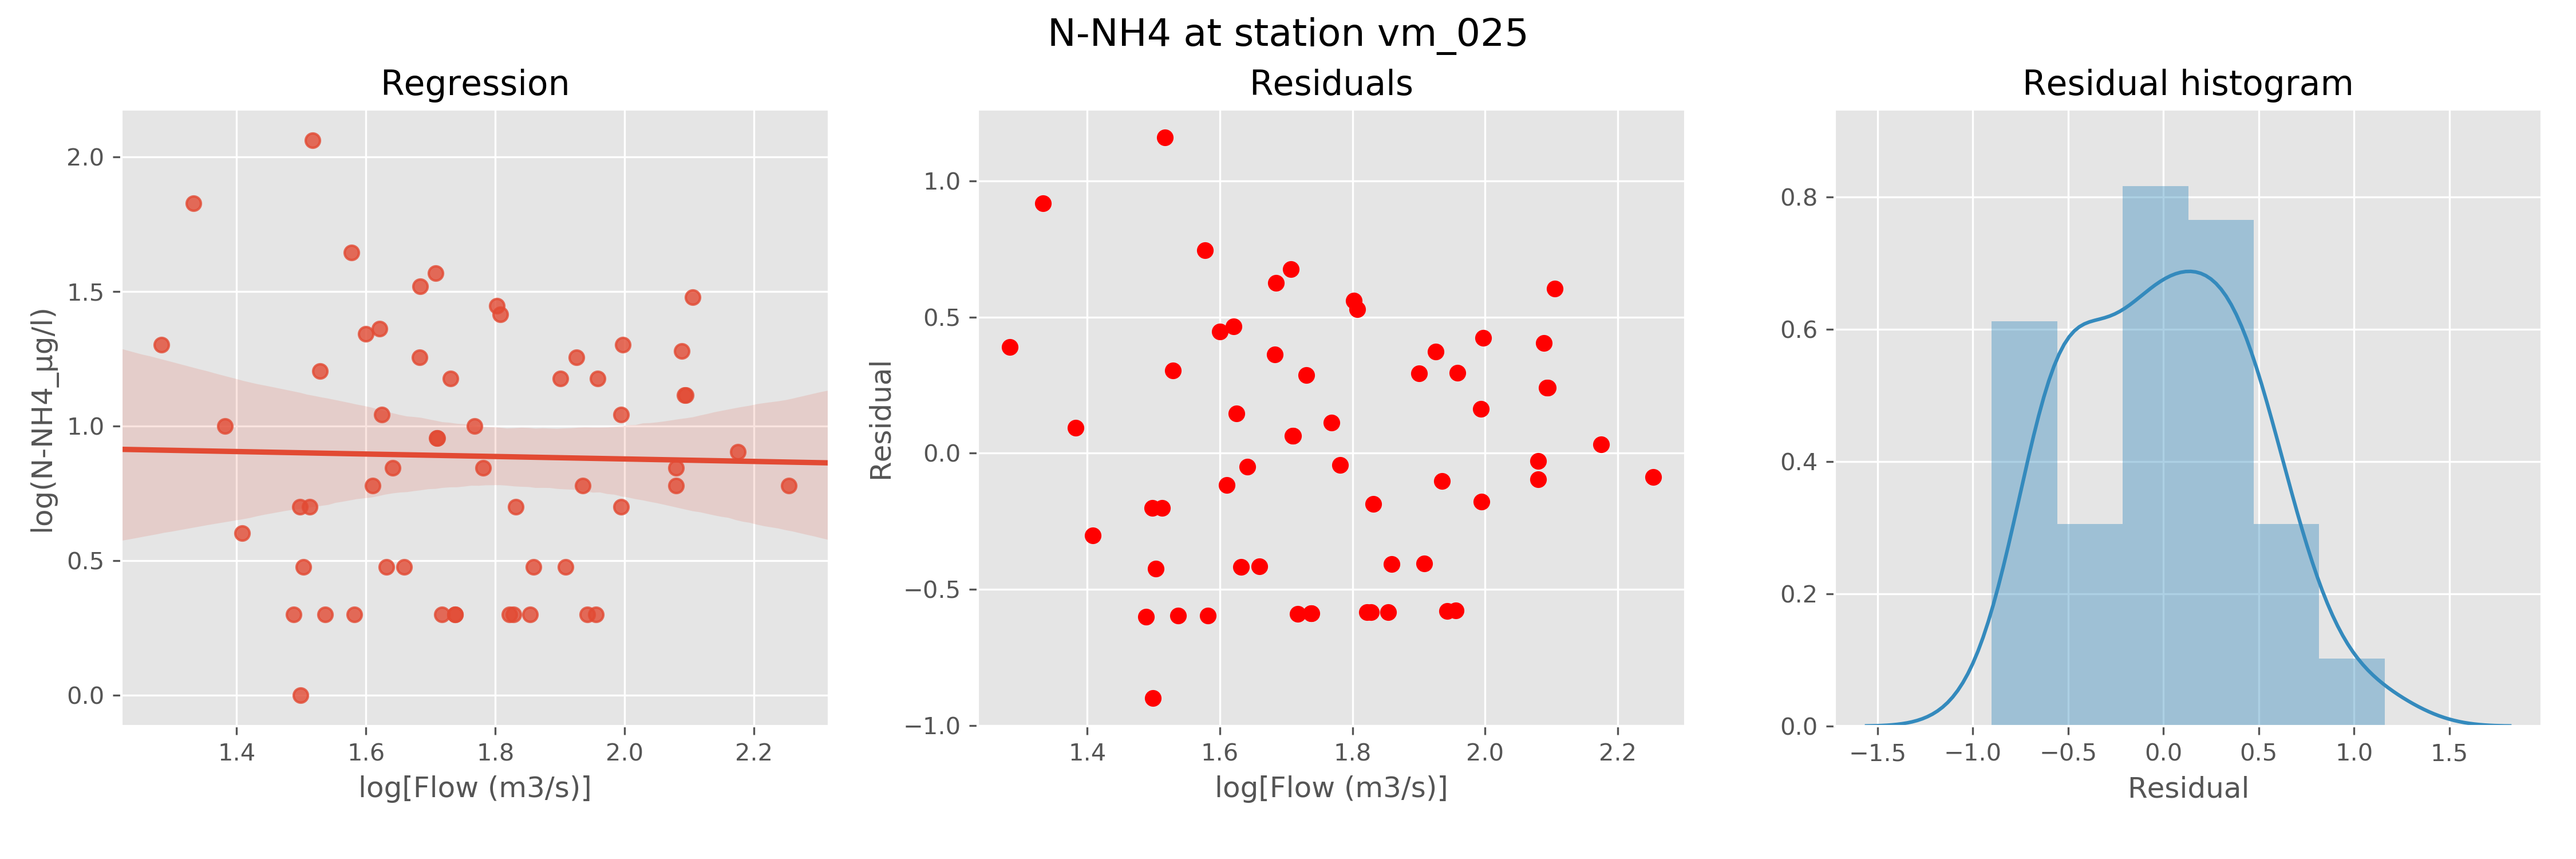 N-NH4 at station vm_025
Regression
2.0
1.5
1.0
0.5
0.0
log(N-NH4_µg/l)
1.4 1.6 1.8 2.0 2.2
log[Flow (m3/s)]
Residuals
1.0
0.5
0.0
−0.5
−1.0
Residual
1.4 1.6 1.8 2.0 2.2
log[Flow (m3/s)]
Residual histogram
0.8
0.6
0.4
0.2
0.0
−1.5 −1.0 −0.5 0.0 0.5 1.0 1.5
Residual